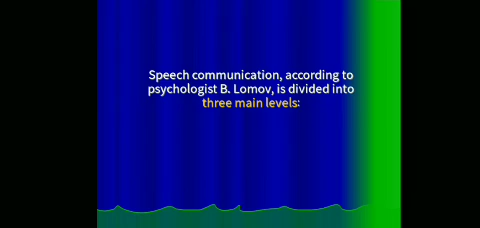 Speech communication, according to
psychologist B. Lomov, is divided into
three main levels: